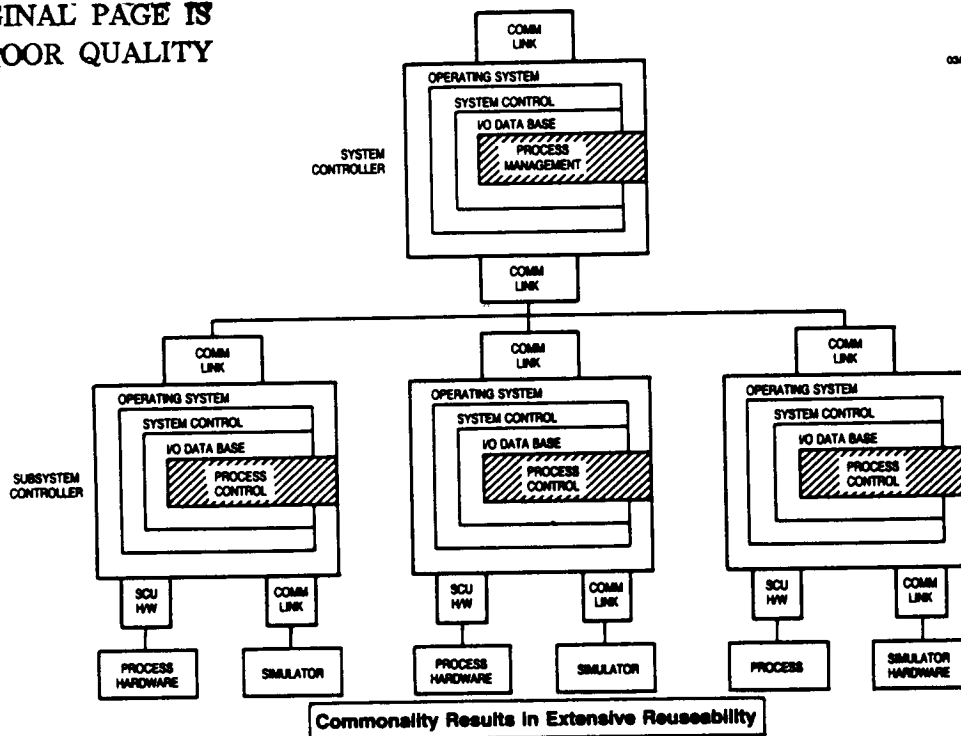 GINAL PAGE IS
POOR QUALITY
COMM
LINK
OPERATING SYSTEM
SYSTEM CONTROL
I/O DATA BASE
PROCESS
MANAGEMENT
SYSTEM
CONTROLLER
COMM
LINK
COMM
LINK
OPERATING SYSTEM
SYSTEM CONTROL
I/O DATA BASE
PROCESS
CONTROL
SUBSYSTEM
CONTROLLER
SCU
H/W
COMM
LINK
PROCESS
HARDWARE
SIMULATOR
COMM
LINK
OPERATING SYSTEM
SYSTEM CONTROL
I/O DATA BASE
PROCESS
CONTROL
SCU
H/W
COMM
LINK
PROCESS
HARDWARE
SIMULATOR
COMM
LINK
OPERATING SYSTEM
SYSTEM CONTROL
I/O DATA BASE
PROCESS
CONTROL
SCU
H/W
COMM
LINK
PROCESS
SIMULATOR
HARDWARE
Commonality Results in Extensive Reuseability